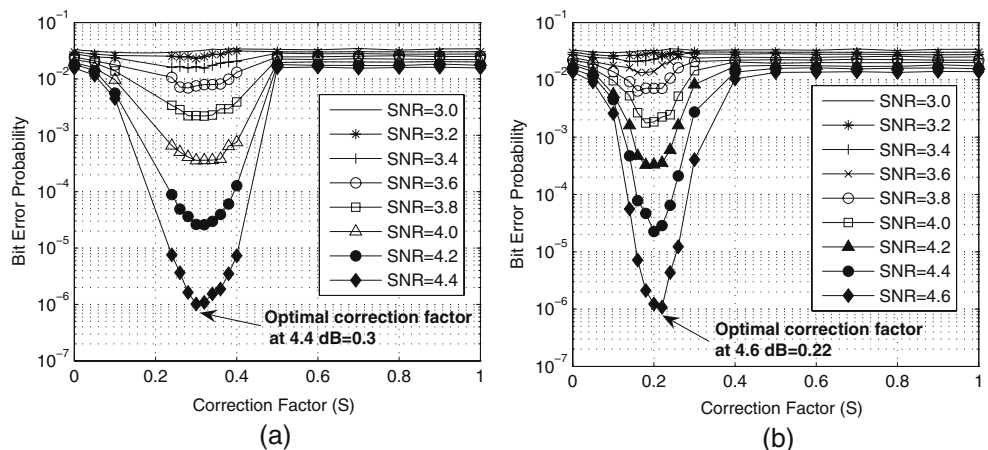 10^-1
10^-2
10^-3
10^-4
10^-5
10^-6
10^-7
Bit Error Probability
0 0.2 0.4 0.6 0.8 1
Correction Factor (S)
SNR=3.0
SNR=3.2
SNR=3.4
SNR=3.6
SNR=3.8
SNR=4.0
SNR=4.2
SNR=4.4
Optimal correction factor
at 4.4 dB=0.3
(a)
10^-1
10^-2
10^-3
10^-4
10^-5
10^-6
10^-7
Bit Error Probability
0 0.2 0.4 0.6 0.8 1
Correction Factor (S)
SNR=3.0
SNR=3.2
SNR=3.4
SNR=3.6
SNR=3.8
SNR=4.0
SNR=4.2
SNR=4.4
SNR=4.6
Optimal correction factor
at 4.6 dB=0.22
(b)